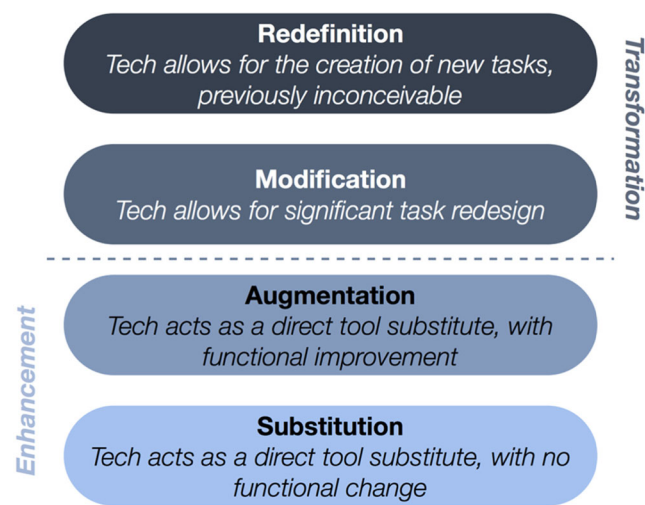 Redefinition
Tech allows for the creation of new tasks,
previously inconceivable
Transformation
Modification
Tech allows for significant task redesign
Augmentation
Tech acts as a direct tool substitute, with
functional improvement
Enhancement
Substitution
Tech acts as a direct tool substitute, with no
functional change